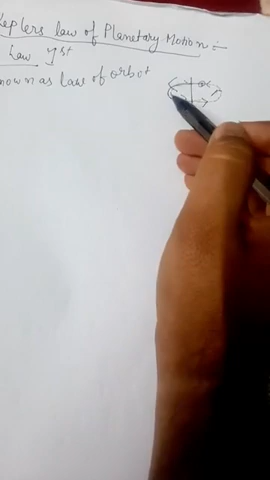 Keplers law of Planetary Motion :-
Law 1st
nown as law of orbit